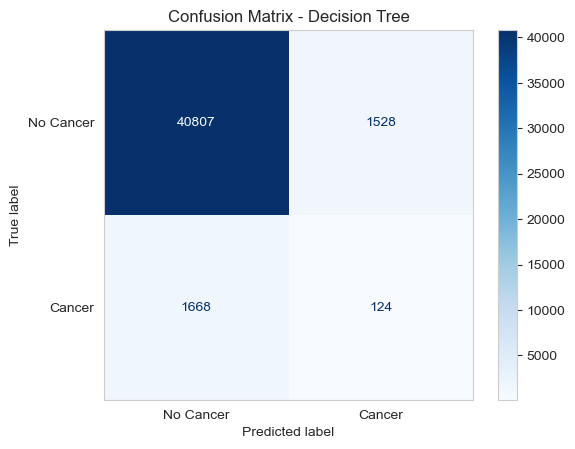 Confusion Matrix - Decision Tree
True label
No Cancer
Cancer
40807
1528
1668
124
No Cancer
Cancer
Predicted label
40000
35000
30000
25000
20000
15000
10000
5000